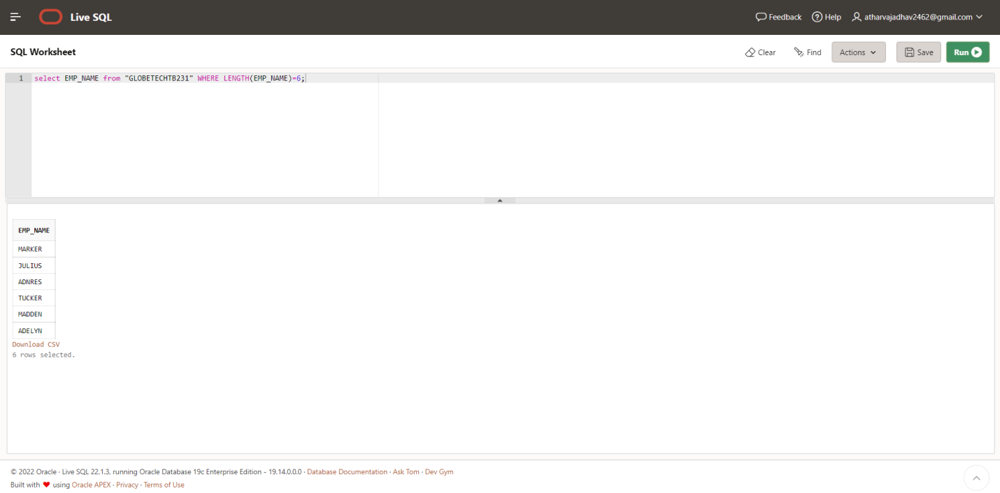 Live SQL
Feedback Help atharvajadhav2462@gmail.com
SQL Worksheet
Clear Find Actions Save Run
1 select EMP_NAME from "GLOBETECHTB231" WHERE LENGTH(EMP_NAME)=6;
EMP_NAME
MARKER
JULIUS
ADNRES
TUCKER
MADDEN
ADELYN
Download CSV
6 rows selected.
© 2022 Oracle · Live SQL 22.1.3, running Oracle Database 19c Enterprise Edition - 19.14.0.0.0 · Database Documentation · Ask Tom · Dev Gym
Built with ❤ using Oracle APEX · Privacy · Terms of Use